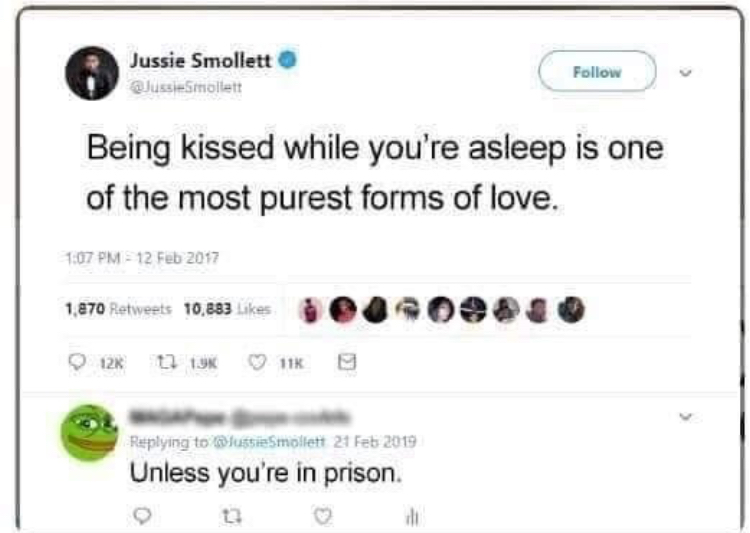 Jussie Smollett
@JussieSmollett
Follow
Being kissed while you're asleep is one
of the most purest forms of love.
1:07 PM - 12 Feb 2017
1,870 Retweets 10,883 Likes
12K 1.9K 11K
Replying to @JussieSmollett 21 Feb 2019
Unless you're in prison.